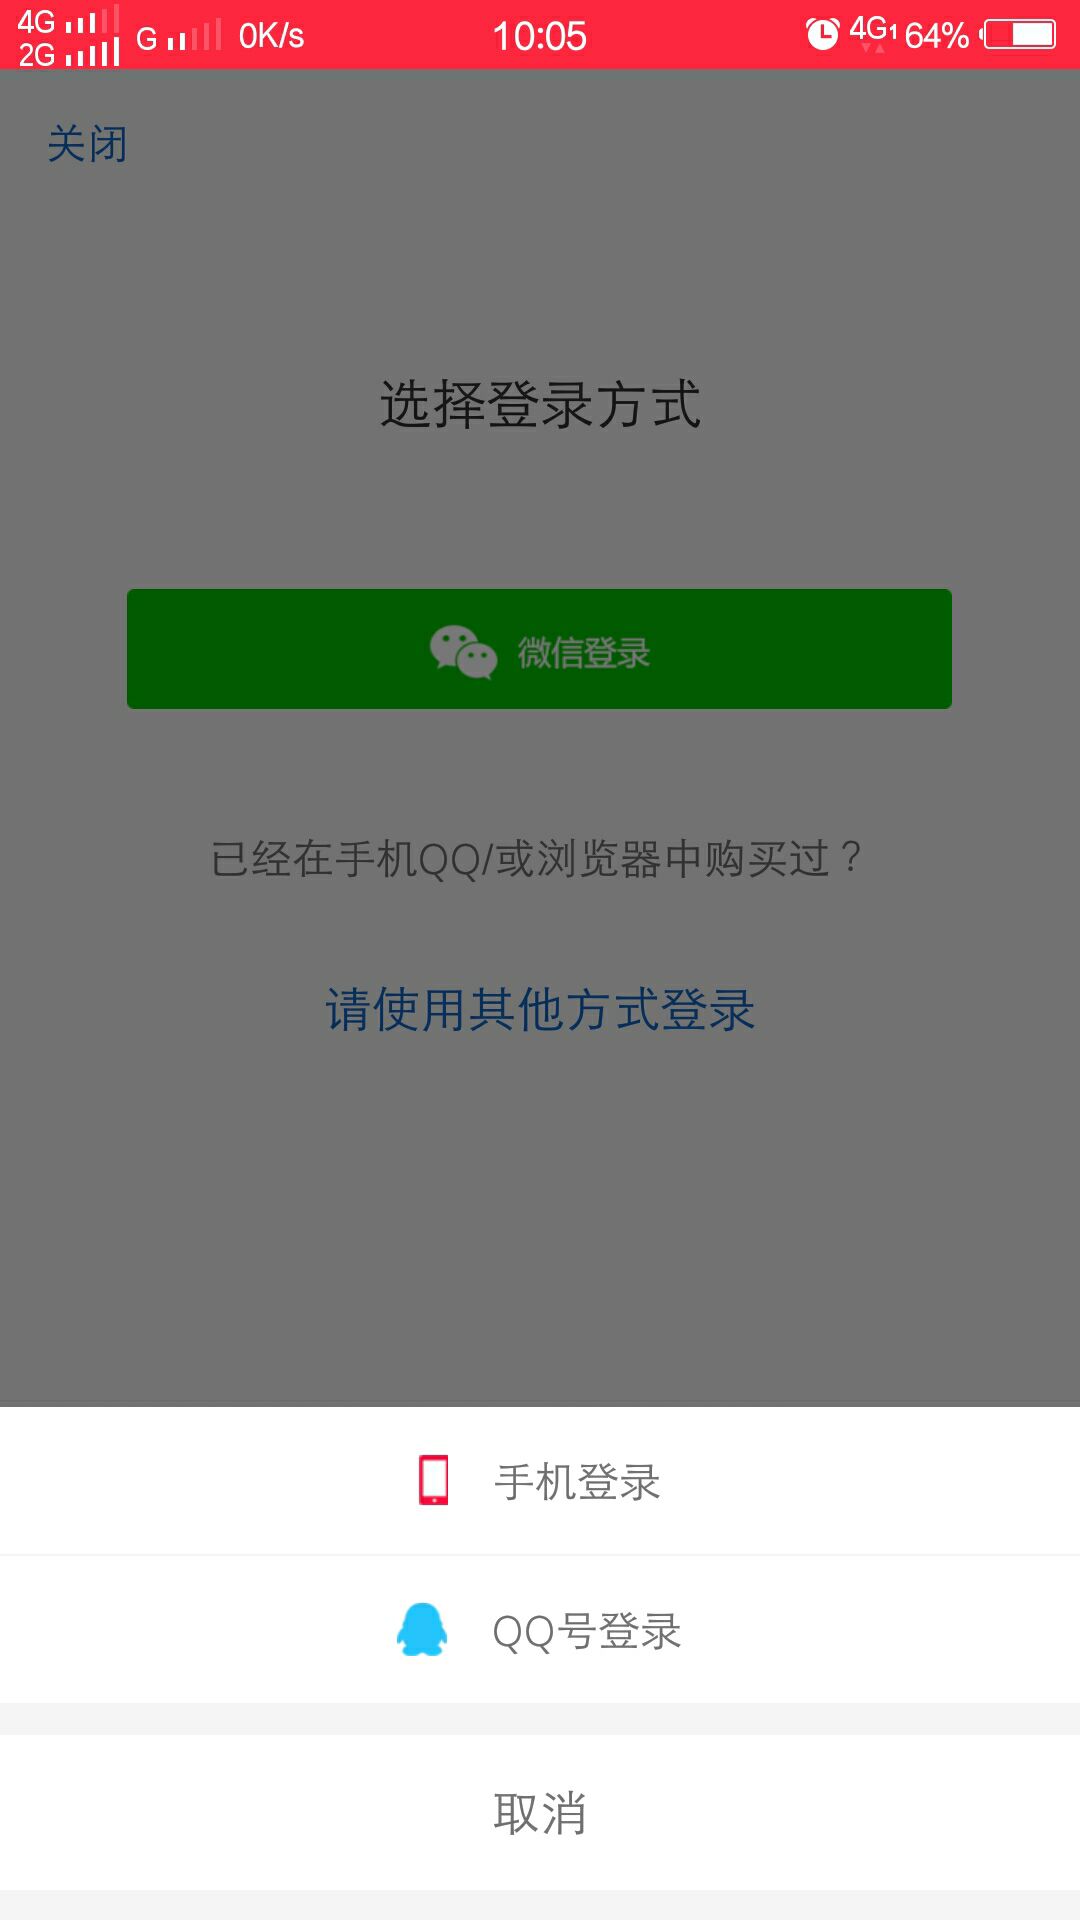 4G
2G
G 0K/s 10:05 4G1 64%
关闭
选择登录方式
微信登录
已经在手机QQ/或浏览器中购买过？
请使用其他方式登录
手机登录
QQ号登录
取消